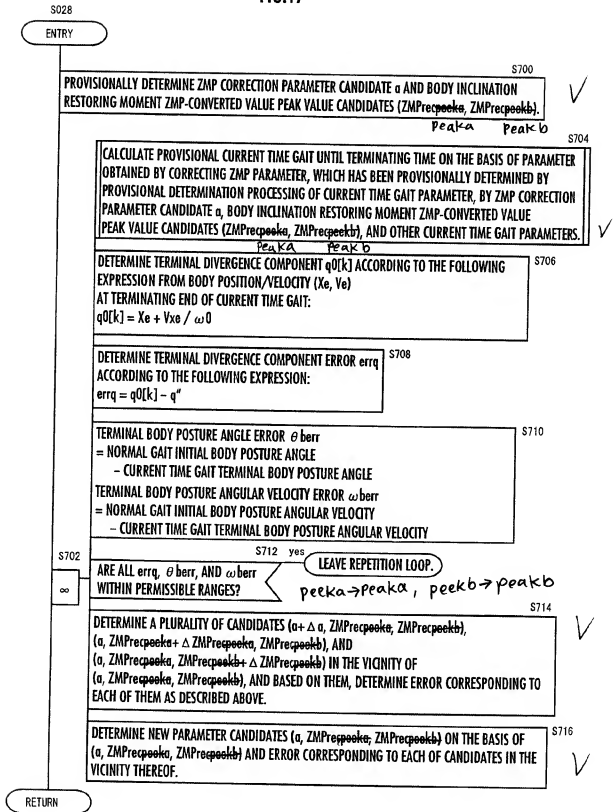 S028
ENTRY
S700
PROVISIONALLY DETERMINE ZMP CORRECTION PARAMETER CANDIDATE a AND BODY INCLINATION
RESTORING MOMENT ZMP-CONVERTED VALUE PEAK VALUE CANDIDATES (ZMPrecpeeka, ZMPrecpeekb).
peaka peakb
S704
CALCULATE PROVISIONAL CURRENT TIME GAIT UNTIL TERMINATING TIME ON THE BASIS OF PARAMETER
OBTAINED BY CORRECTING ZMP PARAMETER, WHICH HAS BEEN PROVISIONALLY DETERMINED BY
PROVISIONAL DETERMINATION PROCESSING OF CURRENT TIME GAIT PARAMETER, BY ZMP CORRECTION
PARAMETER CANDIDATE a, BODY INCLINATION RESTORING MOMENT ZMP-CONVERTED VALUE
PEAK VALUE CANDIDATES (ZMPrecpeeka, ZMPrecpeekb), AND OTHER CURRENT TIME GAIT PARAMETERS.
peaka peakb
S706
DETERMINE TERMINAL DIVERGENCE COMPONENT q0[k] ACCORDING TO THE FOLLOWING
EXPRESSION FROM BODY POSITION/VELOCITY (Xe, Ve)
AT TERMINATING END OF CURRENT TIME GAIT:
q0[k] = Xe + Vxe / ω0
S708
DETERMINE TERMINAL DIVERGENCE COMPONENT ERROR errq
ACCORDING TO THE FOLLOWING EXPRESSION:
errq = q0[k] - q"
S710
TERMINAL BODY POSTURE ANGLE ERROR θberr
= NORMAL GAIT INITIAL BODY POSTURE ANGLE
- CURRENT TIME GAIT TERMINAL BODY POSTURE ANGLE
TERMINAL BODY POSTURE ANGULAR VELOCITY ERROR ωberr
= NORMAL GAIT INITIAL BODY POSTURE ANGULAR VELOCITY
- CURRENT TIME GAIT TERMINAL BODY POSTURE ANGULAR VELOCITY
S702
∞
S712 yes
LEAVE REPETITION LOOP.
ARE ALL errq, θberr, AND ωberr
WITHIN PERMISSIBLE RANGES?
peeka→peaka, peekb→peakb
S714
DETERMINE A PLURALITY OF CANDIDATES (a+Δa, ZMPrecpeeka, ZMPrecpeekb),
(a, ZMPrecpeeka+ΔZMPrecpeeka, ZMPrecpeekb), AND
(a, ZMPrecpeeka, ZMPrecpeekb+ΔZMPrecpeekb) IN THE VICINITY OF
(a, ZMPrecpeeka, ZMPrecpeekb), AND BASED ON THEM, DETERMINE ERROR CORRESPONDING TO
EACH OF THEM AS DESCRIBED ABOVE.
S716
DETERMINE NEW PARAMETER CANDIDATES (a, ZMPrecpeeka, ZMPrecpeekb) ON THE BASIS OF
(a, ZMPrecpeeka, ZMPrecpeekb) AND ERROR CORRESPONDING TO EACH OF CANDIDATES IN THE
VICINITY THEREOF.
RETURN